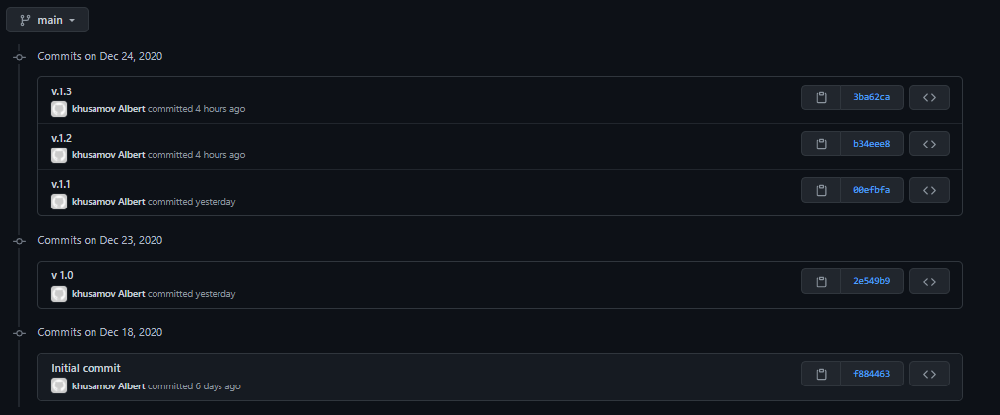 main
Commits on Dec 24, 2020
v.1.3
khusamov Albert committed 4 hours ago
3ba62ca
v.1.2
khusamov Albert committed 4 hours ago
b34eee8
v.1.1
khusamov Albert committed yesterday
00efbfa
Commits on Dec 23, 2020
v 1.0
khusamov Albert committed yesterday
2e549b9
Commits on Dec 18, 2020
Initial commit
khusamov Albert committed 6 days ago
f884463